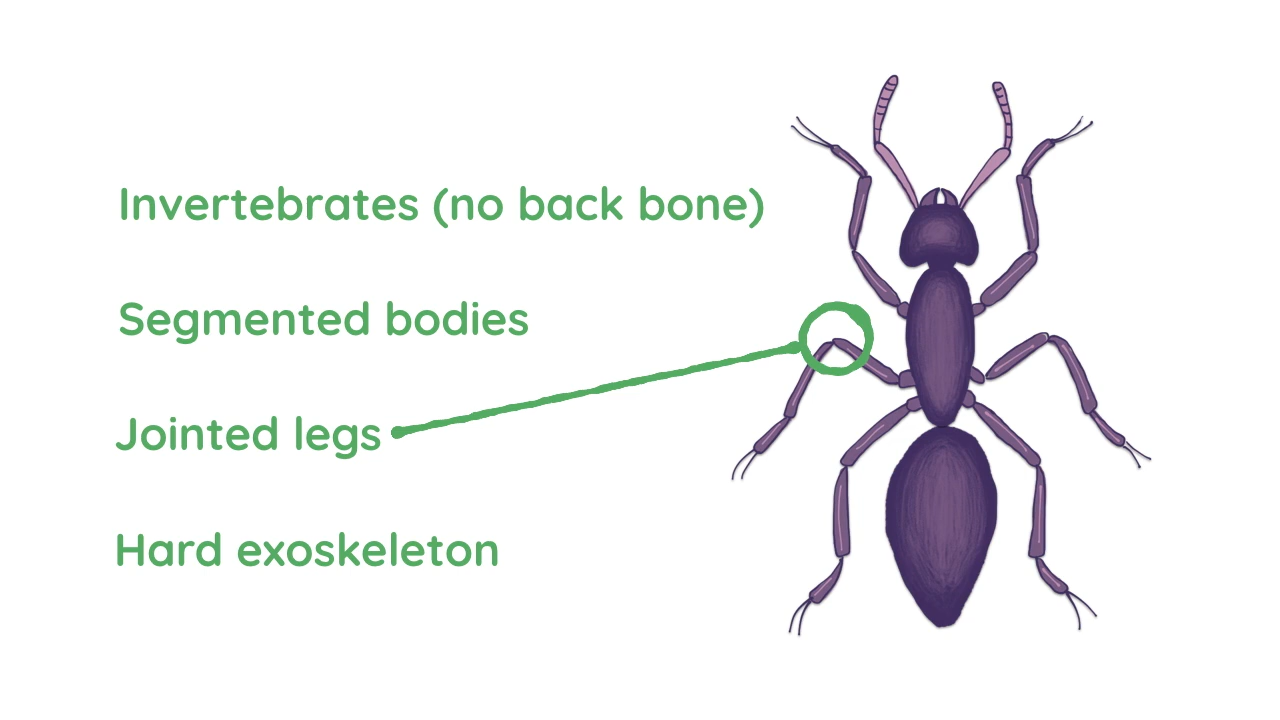 Invertebrates (no back bone)
Segmented bodies
Jointed legs
Hard exoskeleton